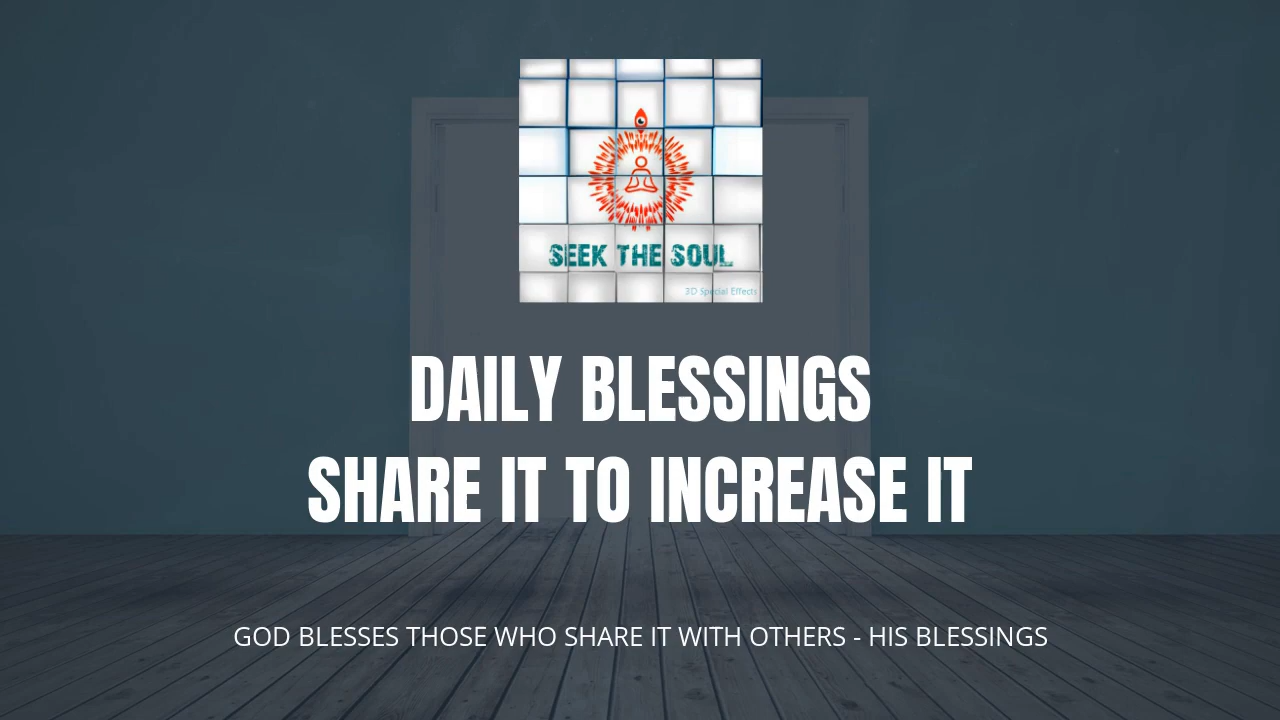 SEEK THE SOUL
3D Special Effects
DAILY BLESSINGS
SHARE IT TO INCREASE IT
GOD BLESSES THOSE WHO SHARE IT WITH OTHERS - HIS BLESSINGS